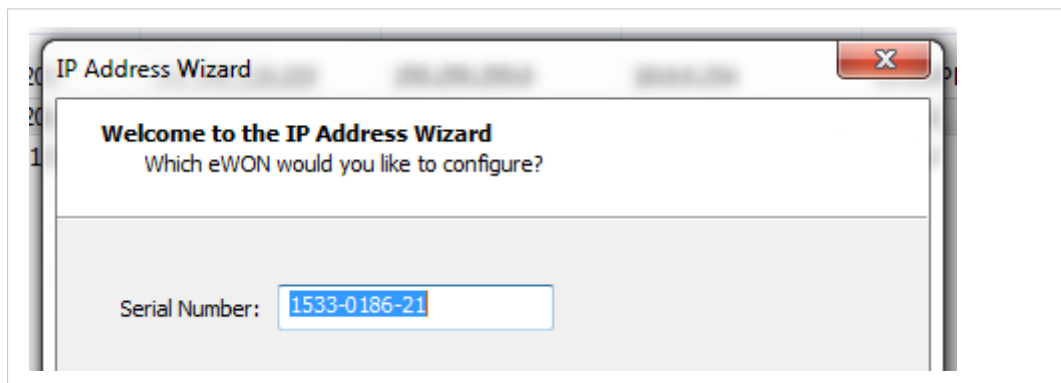 IP Address Wizard
Welcome to the IP Address Wizard
Which eWON would you like to configure?
Serial Number: 1533-0186-21